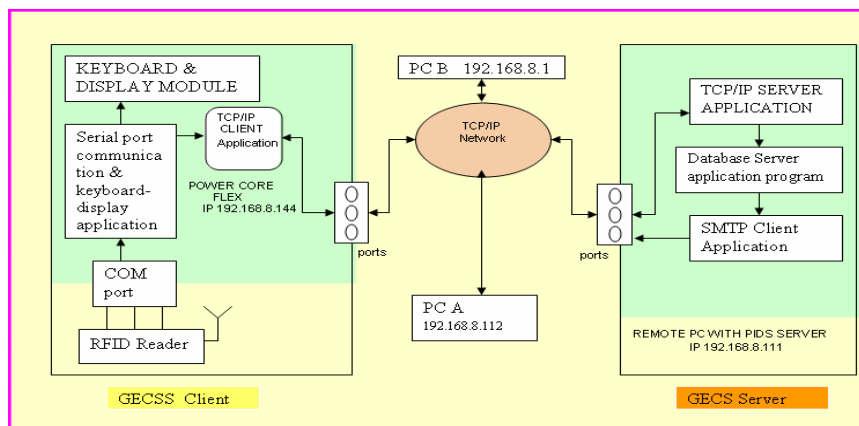 KEYBOARD &
DISPLAY MODULE
TCP/IP
CLIENT
Application
Serial port
communica
tion &
keyboard-
display
application
POWER CORE
FLEX
IP 192.168.8.144
ports
COM
port
RFID Reader
GECSS Client
PC B 192.168.8.1
TCP/IP
Network
PC A
192.168.8.112
TCP/IP SERVER
APPLICATION
Database Server
application program
SMTP Client
Application
ports
REMOTE PC WITH PIDS SERVER
IP 192.168.8.111
GECS Server